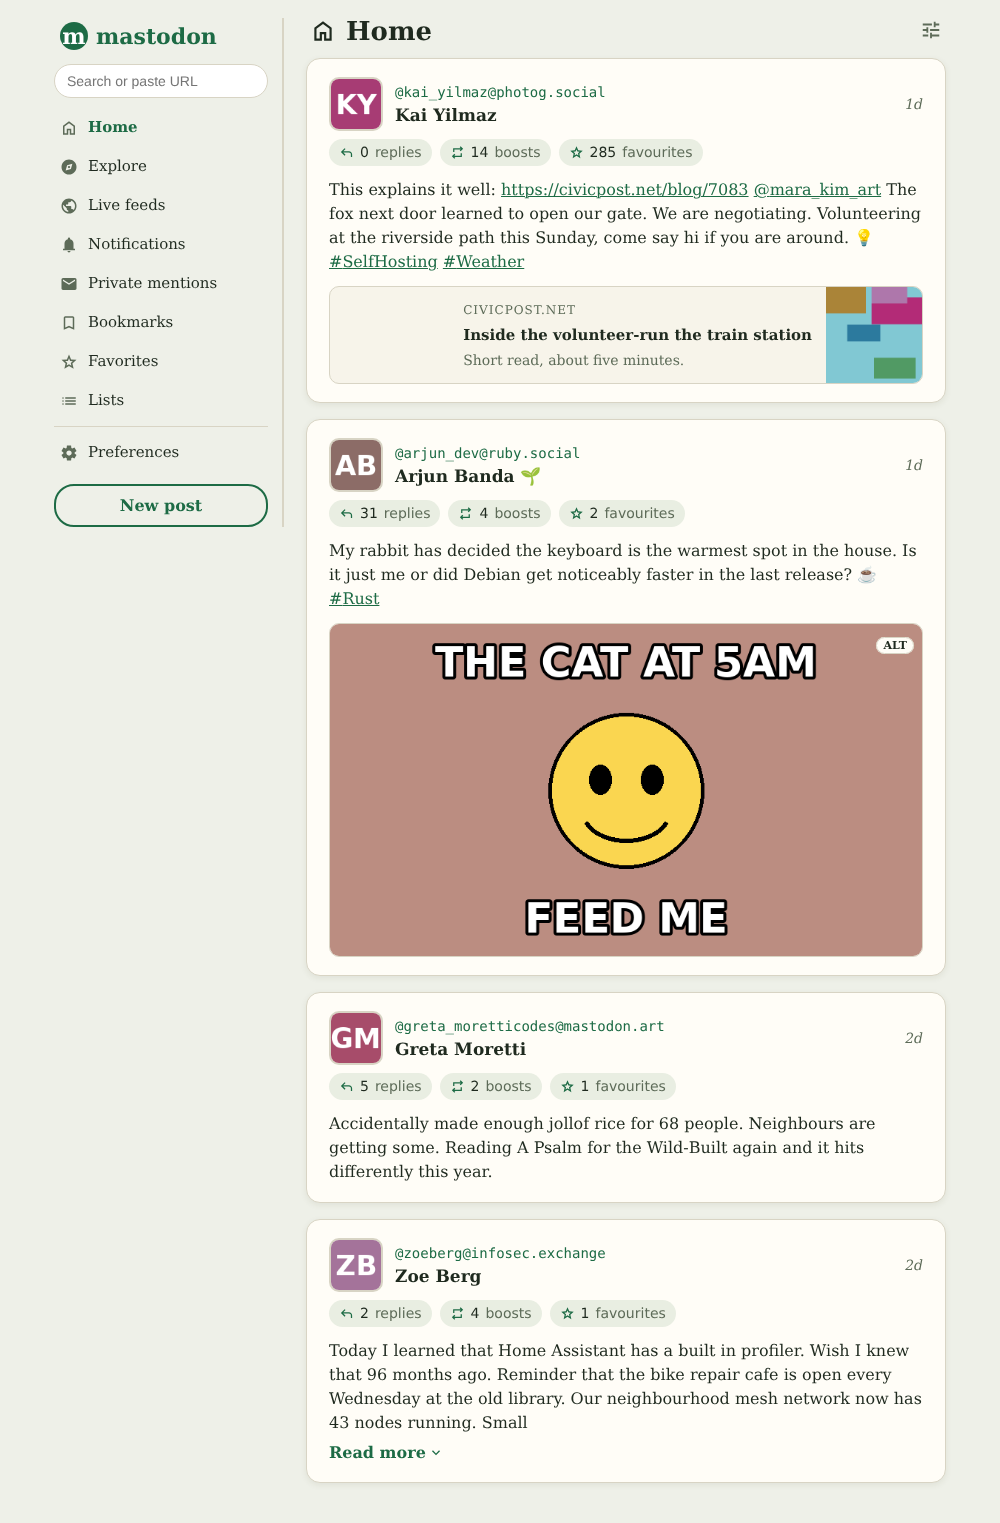 mastodon
Search or paste URL
Home
Explore
Live feeds
Notifications
Private mentions
Bookmarks
Favorites
Lists
Preferences
New post
Home
KY
@kai_yilmaz@photog.social
Kai Yilmaz
1d
0 replies
14 boosts
285 favourites
This explains it well: https://civicpost.net/blog/7083 @mara_kim_art The
fox next door learned to open our gate. We are negotiating. Volunteering
at the riverside path this Sunday, come say hi if you are around. 💡
#SelfHosting #Weather
CIVICPOST.NET
Inside the volunteer-run the train station
Short read, about five minutes.
AB
@arjun_dev@ruby.social
Arjun Banda 🌱
1d
31 replies
4 boosts
2 favourites
My rabbit has decided the keyboard is the warmest spot in the house. Is
it just me or did Debian get noticeably faster in the last release? ☕
#Rust
THE CAT AT 5AM
ALT
FEED ME
GM
@greta_moretticodes@mastodon.art
Greta Moretti
2d
5 replies
2 boosts
1 favourites
Accidentally made enough jollof rice for 68 people. Neighbours are
getting some. Reading A Psalm for the Wild-Built again and it hits
differently this year.
ZB
@zoeberg@infosec.exchange
Zoe Berg
2d
2 replies
4 boosts
1 favourites
Today I learned that Home Assistant has a built in profiler. Wish I knew
that 96 months ago. Reminder that the bike repair cafe is open every
Wednesday at the old library. Our neighbourhood mesh network now has
43 nodes running. Small
Read more